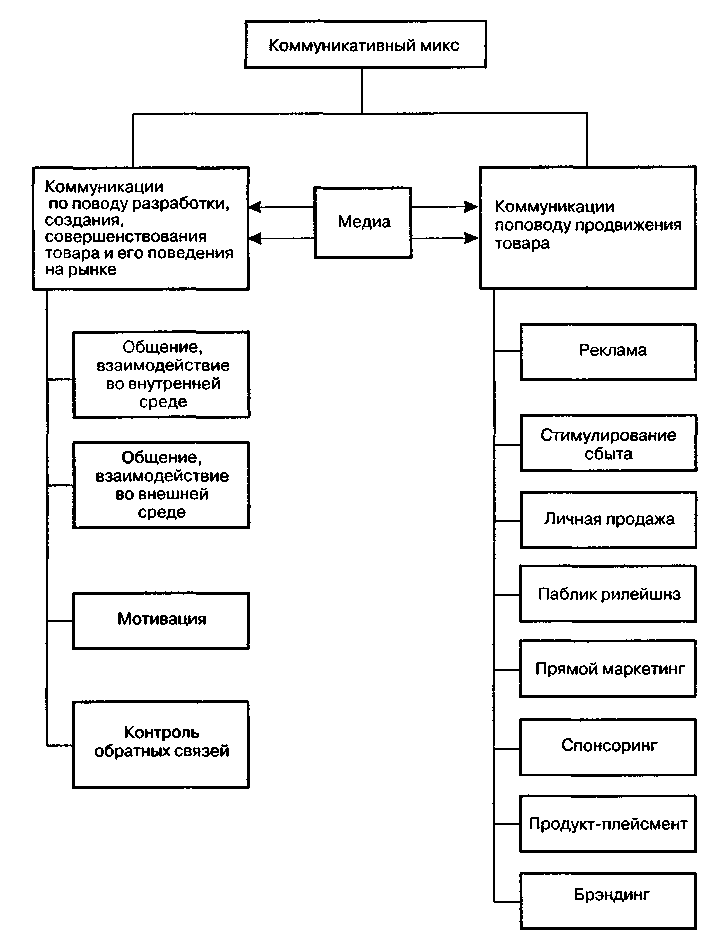 Коммуникативный микс
Коммуникации
по поводу разработки,
создания,
совершенствования
товара и его поведения
на рынке
Медиа
Коммуникации
поповоду продвижения
товара
Общение,
взаимодействие
во внутренней
среде
Общение,
взаимодействие
во внешней
среде
Мотивация
Контроль
обратных связей
Реклама
Стимулирование
сбыта
Личная продажа
Паблик рилейшнз
Прямой маркетинг
Спонсоринг
Продукт-плейсмент
Брэндинг